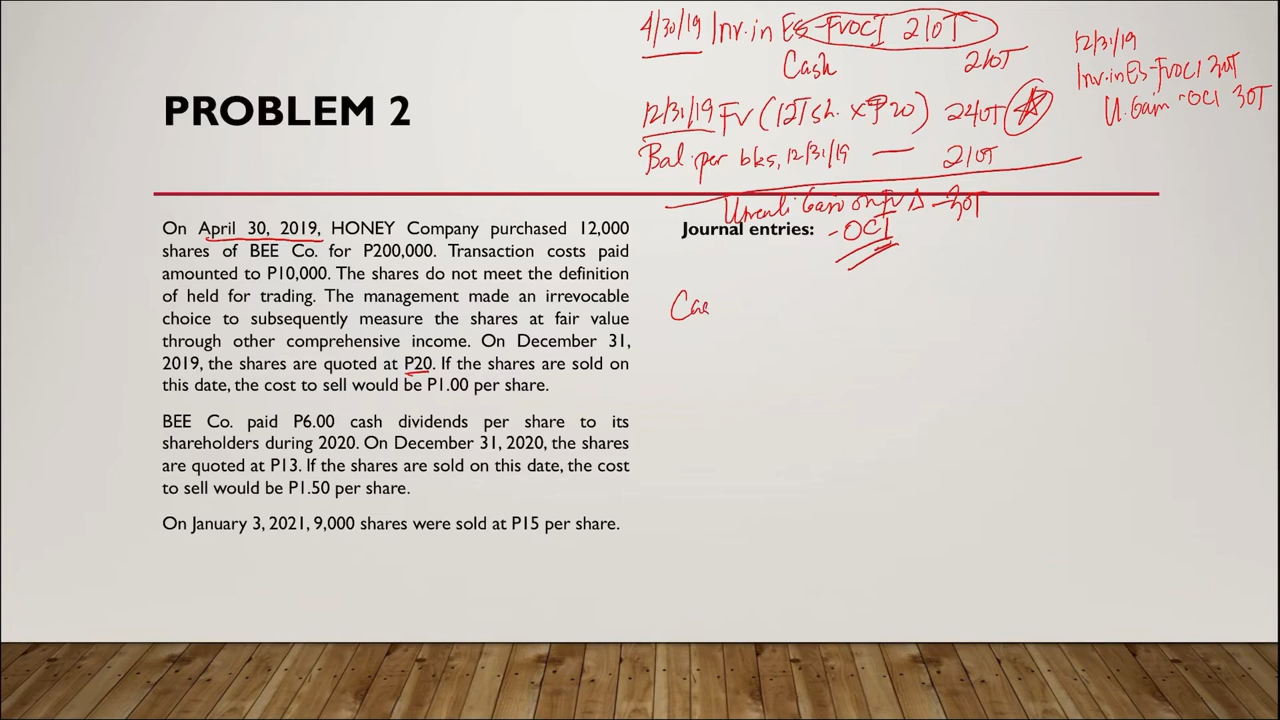 4/30/19 Inv. in ES-FVOCI 210T
Cash 210T
12/31/19 FV (12T sh. x ₱20) 240T
Bal. per bks, 12/31/19 — 210T
Unreal. Gain on FV Δ 30T
- OCI
12/31/19
Inv. in ES-FVOCI 30T
U. Gain - OCI 30T
PROBLEM 2
On April 30, 2019, HONEY Company purchased 12,000
shares of BEE Co. for P200,000. Transaction costs paid
amounted to P10,000. The shares do not meet the definition
of held for trading. The management made an irrevocable
choice to subsequently measure the shares at fair value
through other comprehensive income. On December 31,
2019, the shares are quoted at P20. If the shares are sold on
this date, the cost to sell would be P1.00 per share.
BEE Co. paid P6.00 cash dividends per share to its
shareholders during 2020. On December 31, 2020, the shares
are quoted at P13. If the shares are sold on this date, the cost
to sell would be P1.50 per share.
On January 3, 2021, 9,000 shares were sold at P15 per share.
Journal entries: